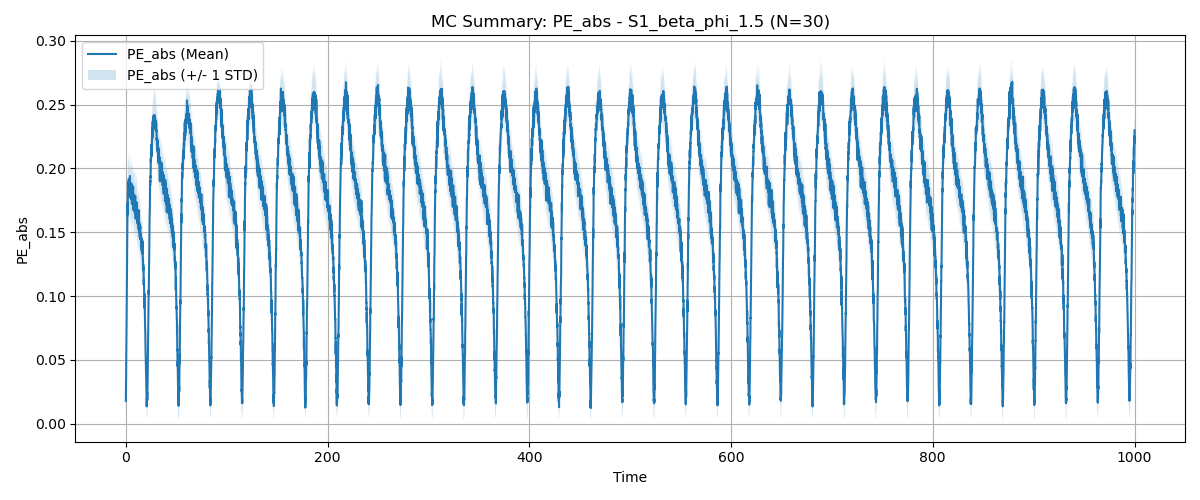 MC Summary: PE_abs - S1_beta_phi_1.5 (N=30)
PE_abs (Mean)
PE_abs (+/- 1 STD)
0.30
0.25
0.20
0.15
0.10
0.05
0.00
PE_abs
0 200 400 600 800 1000
Time